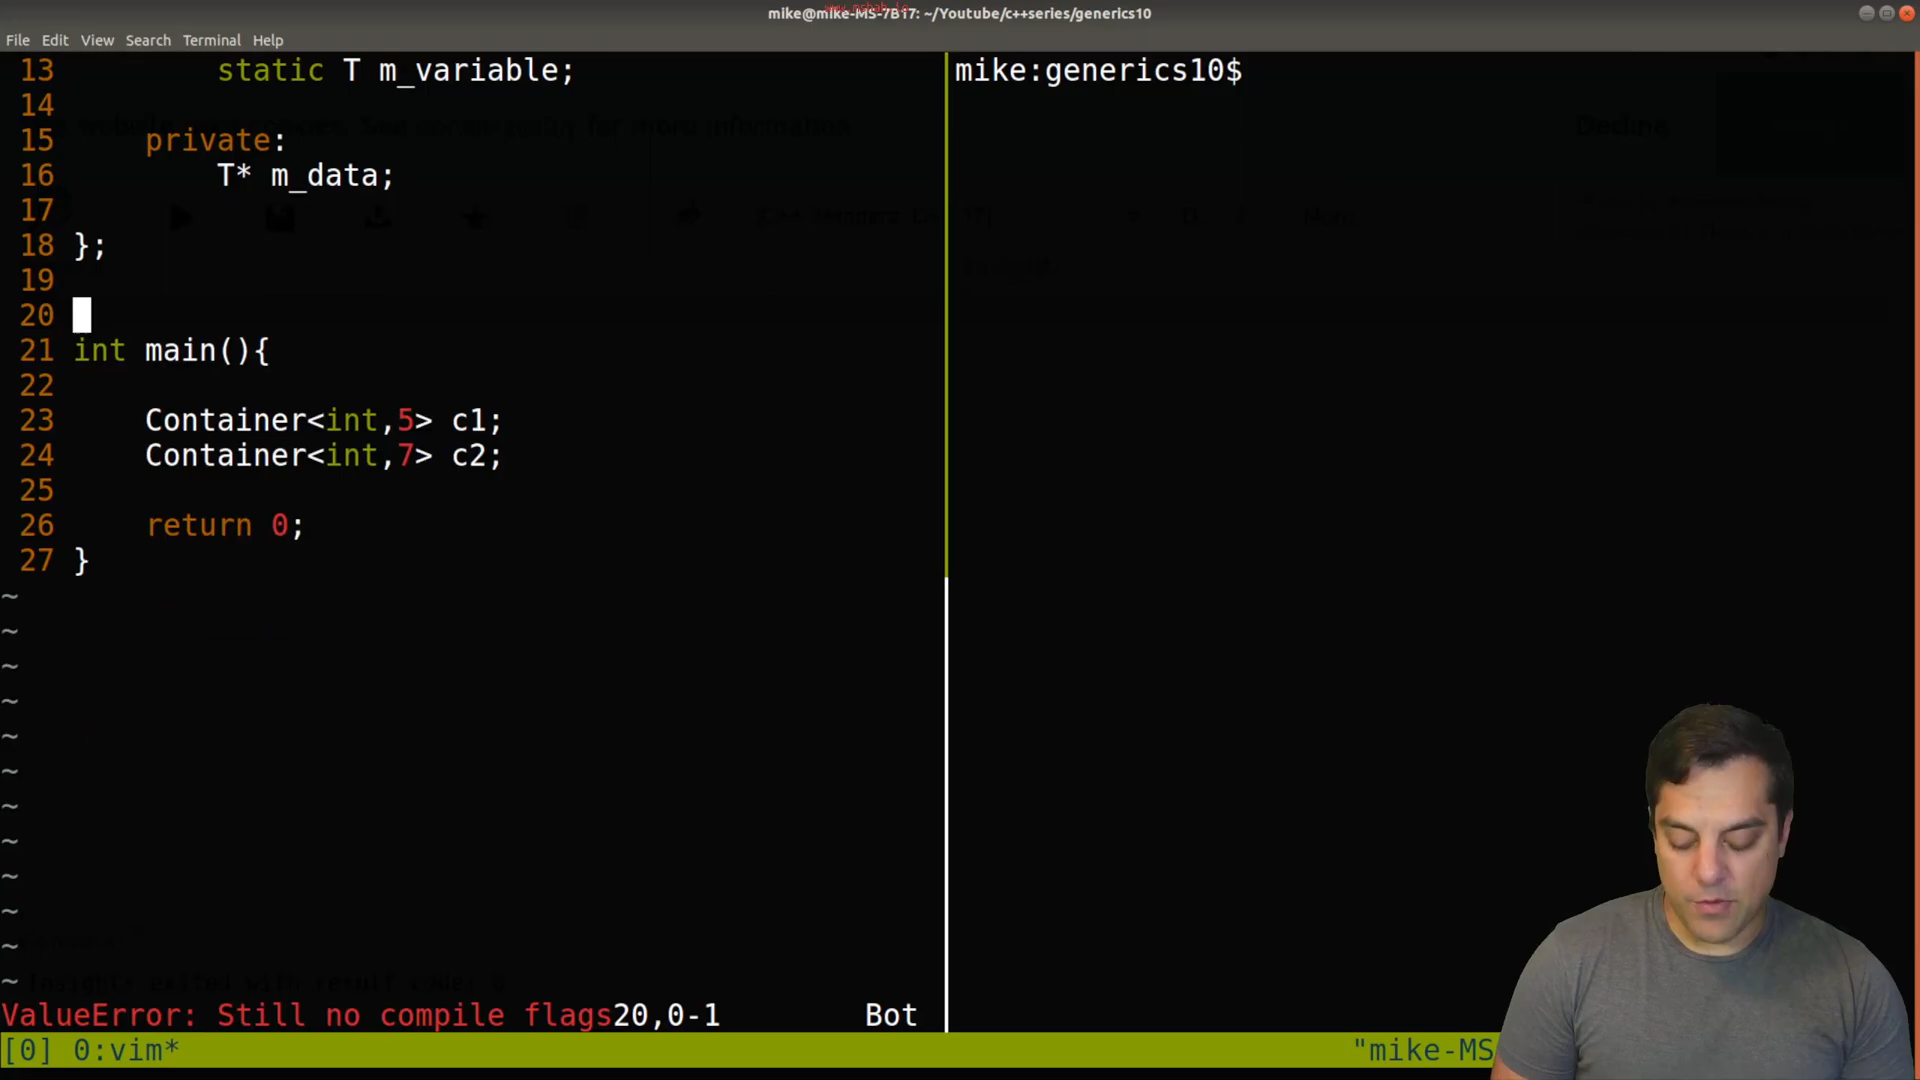 www.mshah.io
mike@mike-MS-7B17: ~/Youtube/c++series/generics10
File Edit View Search Terminal Help
13 static T m_variable;
14
15 private:
16 T* m_data;
17
18 };
19
20
21 int main(){
22
23 Container<int,5> c1;
24 Container<int,7> c2;
25
26 return 0;
27 }
~
~
~
~
~
~
~
~
~
~
~
~
ValueError: Still no compile flags20,0-1 Bot
mike:generics10$
[0] 0:vim* "mike-MS